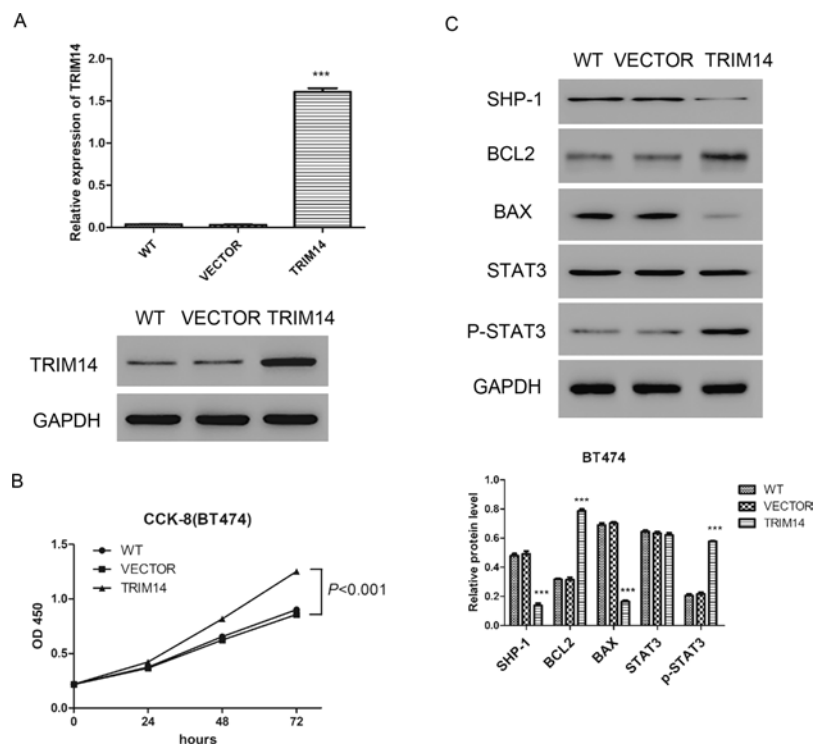 A
Relative expression of TRIM14
2.0
1.5
1.0
0.5
0.0
***
WT
VECTOR
TRIM14
WT VECTOR TRIM14
TRIM14
GAPDH
B
CCK-8(BT474)
WT
VECTOR
TRIM14
OD 450
1.5
1.0
0.5
0.0
P<0.001
0 24 48 72
hours
C
WT VECTOR TRIM14
SHP-1
BCL2
BAX
STAT3
P-STAT3
GAPDH
BT474
WT
VECTOR
TRIM14
Relative protein level
1.0
0.8
0.6
0.4
0.2
0.0
***
***
***
***
SHP-1
BCL2
BAX
STAT3
p-STAT3